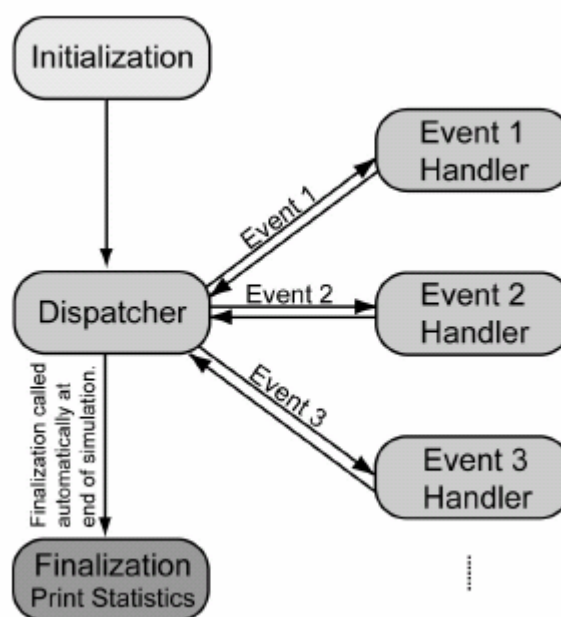 Initialization
Event 1
Handler
Event 1
Dispatcher
Event 2
Event 2
Handler
Event 3
Finalization called
automatically at
end of simulation.
Event 3
Handler
Finalization
Print Statistics